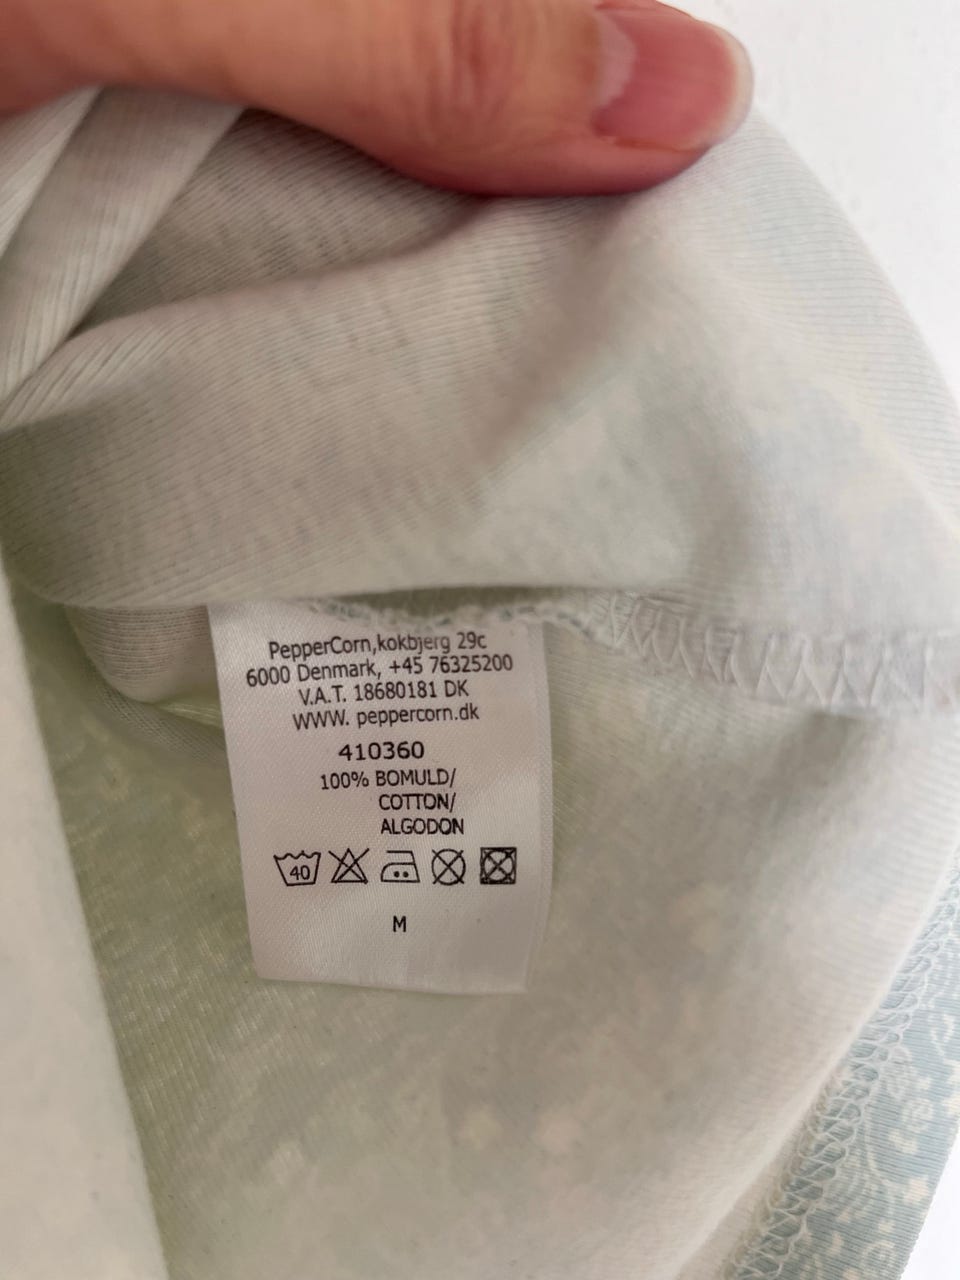 PepperCorn,kokbjerg 29c
6000 Denmark, +45 76325200
V.A.T. 18680181 DK
WWW. peppercorn.dk
410360
100% BOMULD/
COTTON/
ALGODON
40
M